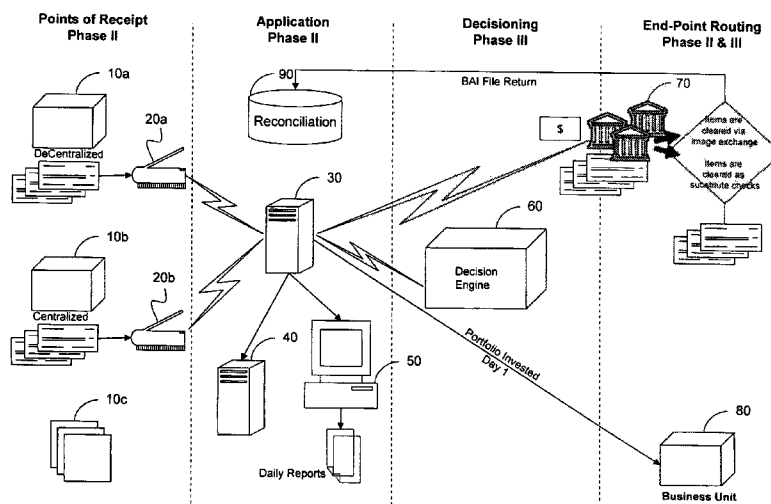 Points of Receipt
Phase II
Application
Phase II
Decisioning
Phase III
End-Point Routing
Phase II & III
10a
20a
DeCentralized
10b
20b
Centralized
10c
90
Reconciliation
30
40
50
Daily Reports
BAI File Return
70
$
Items are
cleared via
image exchange
Items are
cleared as
substitute checks
60
Decision
Engine
Portfolio Invested
Day 1
80
Business Unit